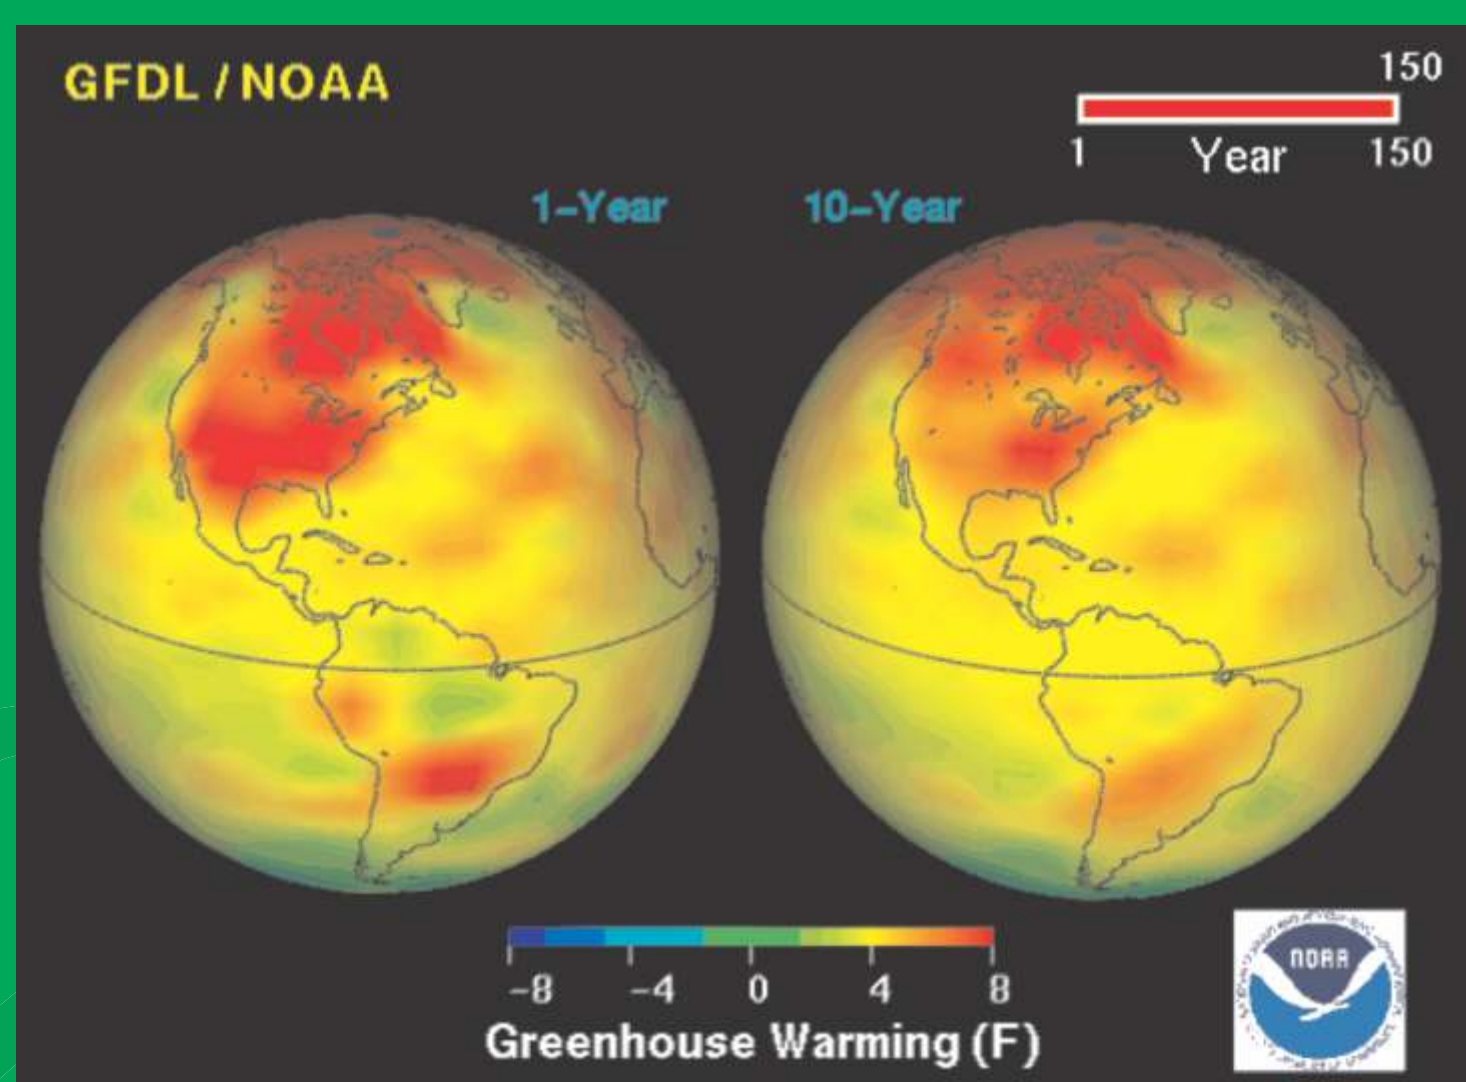 GFDL / NOAA
150
1 Year 150
1-Year 10-Year
-8 -4 0 4 8
Greenhouse Warming (F)
NOAA